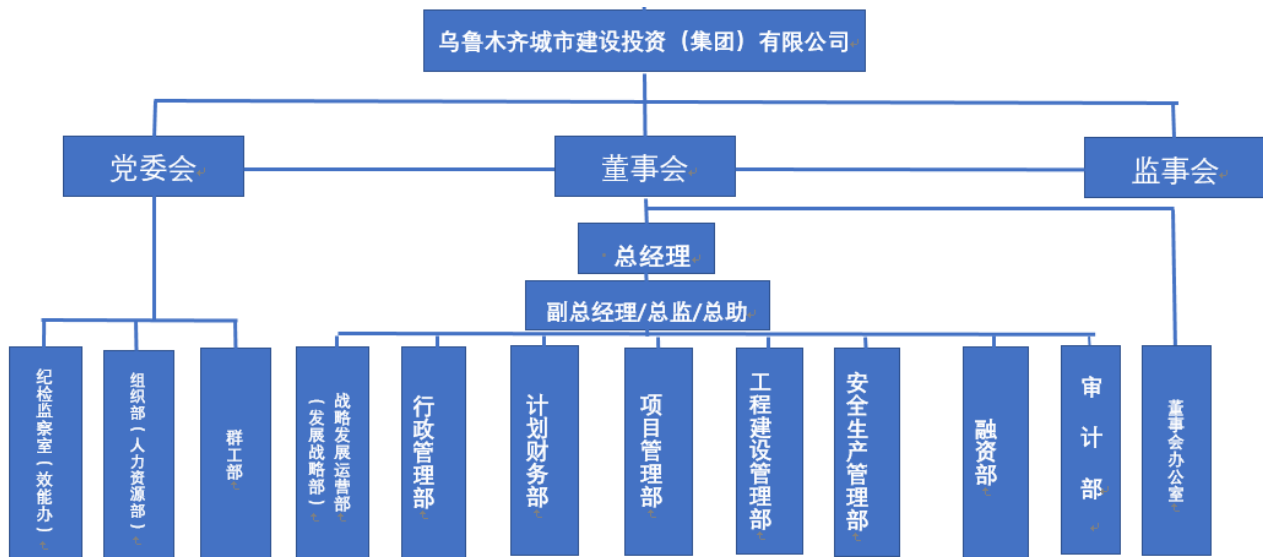 乌鲁木齐城市建设投资（集团）有限公司
党委会
董事会
监事会
总经理
副总经理/总监/总助
纪检监察室（效能办）
组织部（人力资源部）
群工部
战略发展运营部
（发展战略部）
行政管理部
计划财务部
项目管理部
工程建设管理部
安全生产管理部
融资部
审计部
董事会办公室